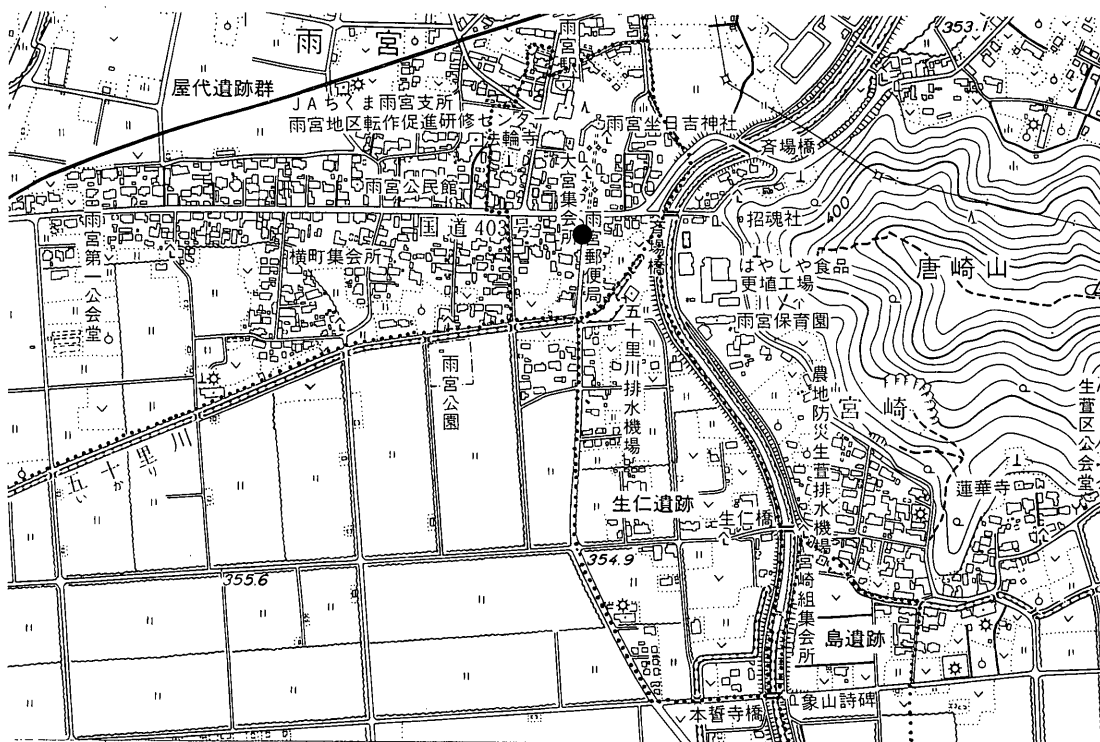 353.1
雨宮
雨宮駅
屋代遺跡群
JAちくま雨宮支所
雨宮地区転作促進研修センター
法輪寺
雨宮坐日吉神社
斉場橋
大宮集会所
雨宮公民館
国道403号
招魂社
400
雨宮第一公会堂
横町集会所
雨宮郵便局
斉場橋
はやしや食品
更埴工場
唐崎山
雨宮保育園
五十里川排水機場
雨宮公園
農地防災生萱排水機場
宮崎
生萱区公会堂
五十里川
いかり
蓮華寺
生仁遺跡
生仁橋
354.9
355.6
宮崎組集会所
島遺跡
本誓寺橋
象山詩碑